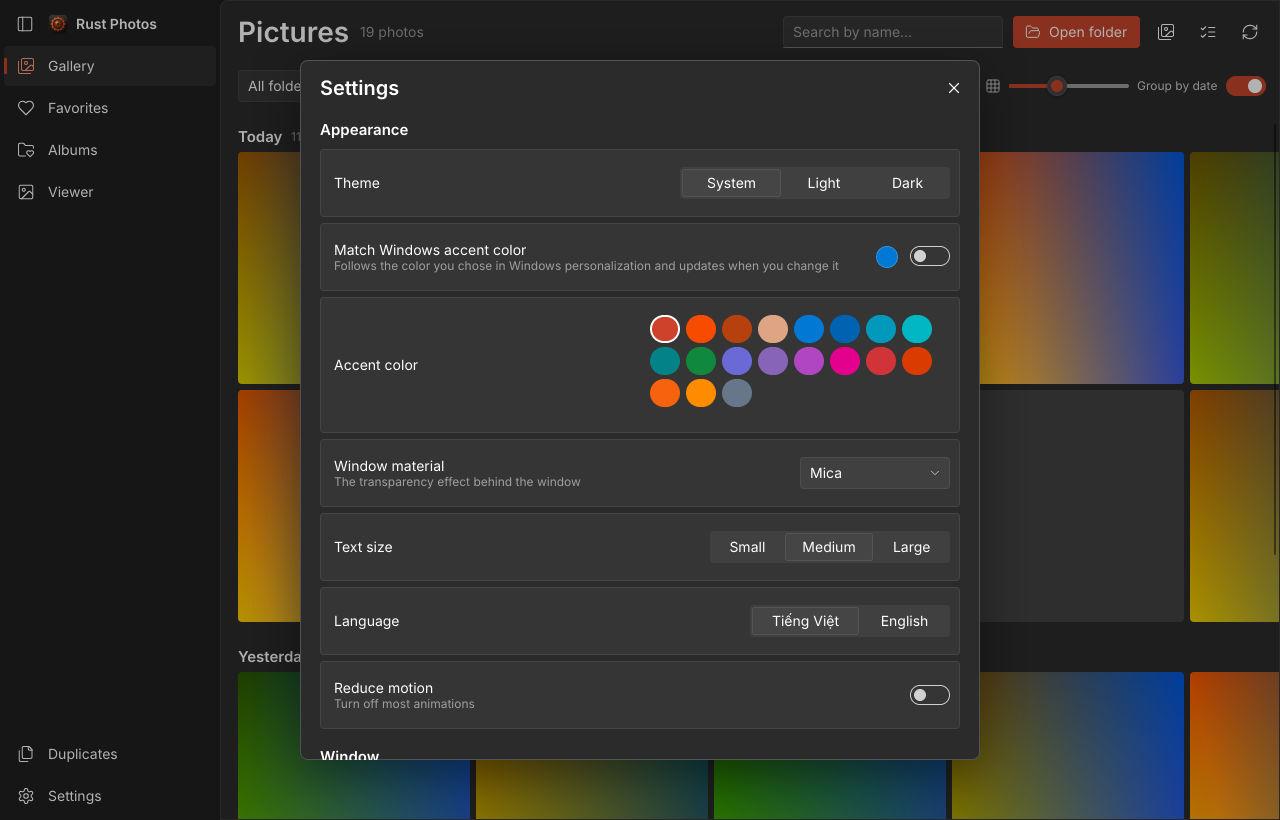 Rust Photos
Gallery
Favorites
Albums
Viewer
Duplicates
Settings
Pictures
19 photos
Search by name...
Open folder
Group by date
Today
Settings
Appearance
Theme
System
Light
Dark
Match Windows accent color
Follows the color you chose in Windows personalization and updates when you change it
Accent color
Window material
The transparency effect behind the window
Mica
Text size
Small
Medium
Large
Language
Tiếng Việt
English
Reduce motion
Turn off most animations
Window